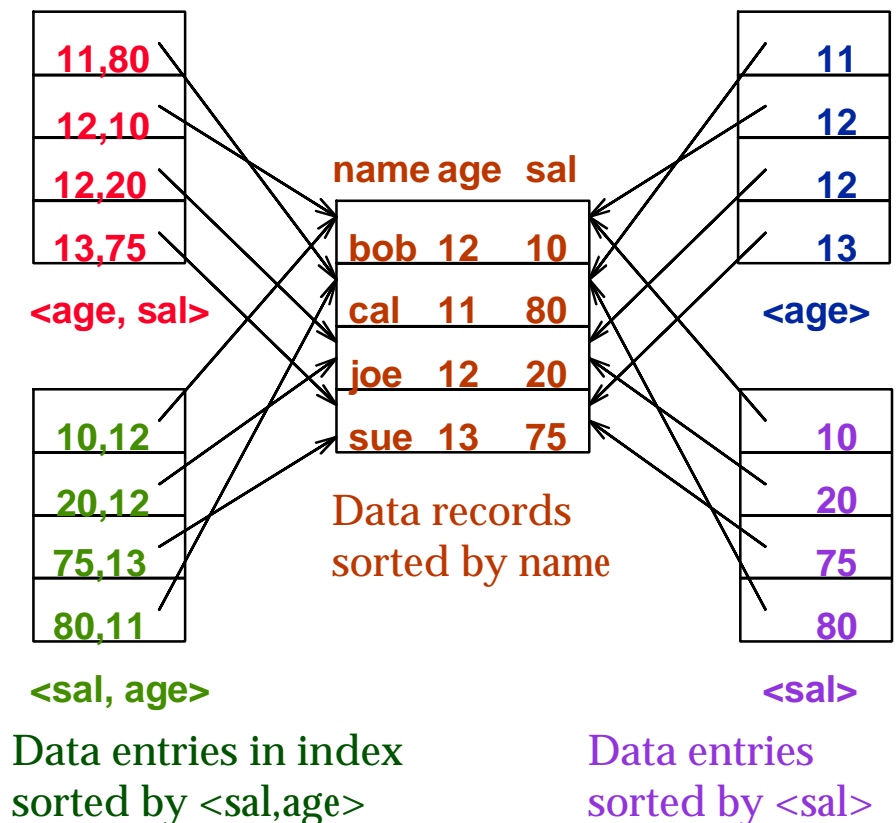 11,80
12,10
12,20
13,75
<age, sal>
10,12
20,12
75,13
80,11
<sal, age>
Data entries in index
sorted by <sal,age>
name age sal
bob 12 10
cal 11 80
joe 12 20
sue 13 75
Data records
sorted by name
11
12
12
13
<age>
10
20
75
80
<sal>
Data entries
sorted by <sal>